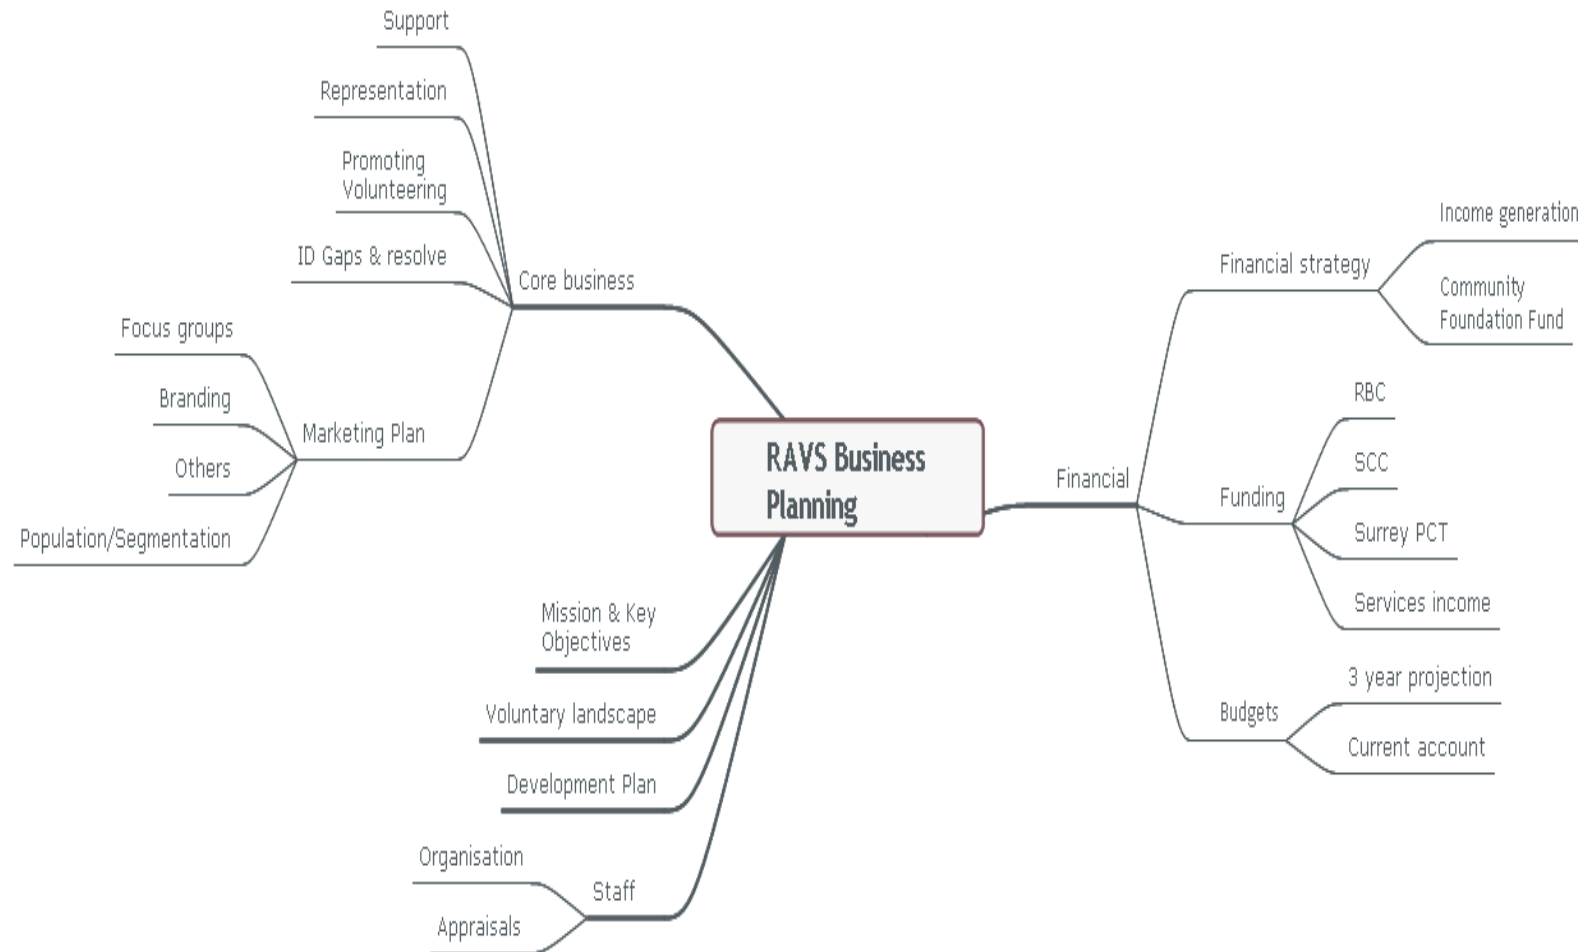 Support
Representation
Promoting
Volunteering
ID Gaps & resolve
Core business
Focus groups
Branding
Marketing Plan
Others
Population/Segmentation
RAVS Business
Planning
Mission & Key
Objectives
Voluntary landscape
Development Plan
Organisation
Staff
Appraisals
Financial
Financial strategy
Income generation
Community
Foundation Fund
Funding
RBC
SCC
Surrey PCT
Services income
Budgets
3 year projection
Current account